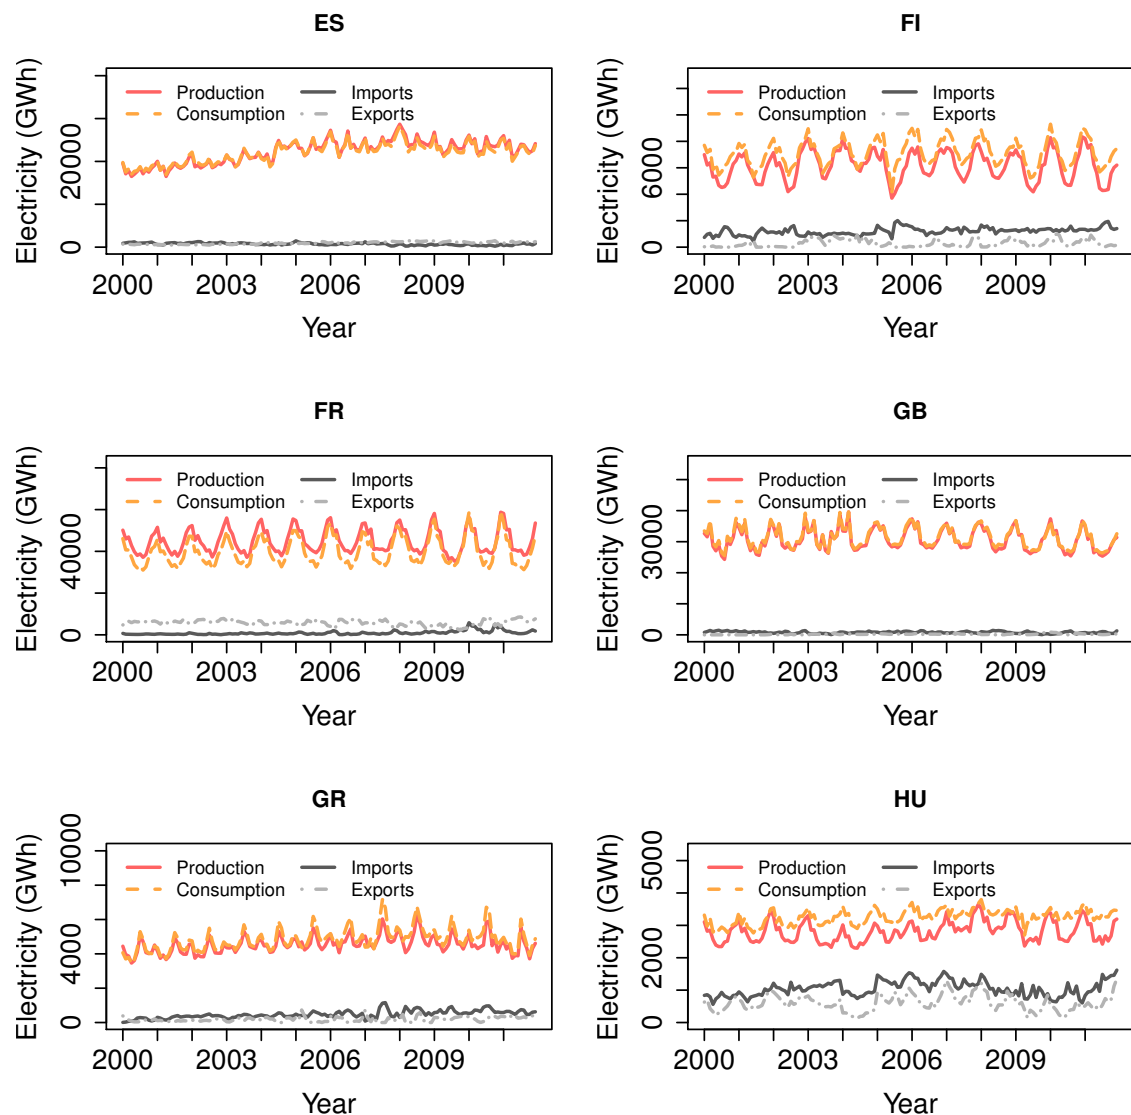 ES
Electricity (GWh)
Production
Imports
Consumption
Exports
20000
0
2000
2003
2006
2009
Year
FI
Electricity (GWh)
Production
Imports
Consumption
Exports
6000
0
2000
2003
2006
2009
Year
FR
Electricity (GWh)
Production
Imports
Consumption
Exports
40000
0
2000
2003
2006
2009
Year
GB
Electricity (GWh)
Production
Imports
Consumption
Exports
30000
0
2000
2003
2006
2009
Year
GR
Electricity (GWh)
Production
Imports
Consumption
Exports
10000
4000
0
2000
2003
2006
2009
Year
HU
Electricity (GWh)
Production
Imports
Consumption
Exports
5000
2000
0
2000
2003
2006
2009
Year